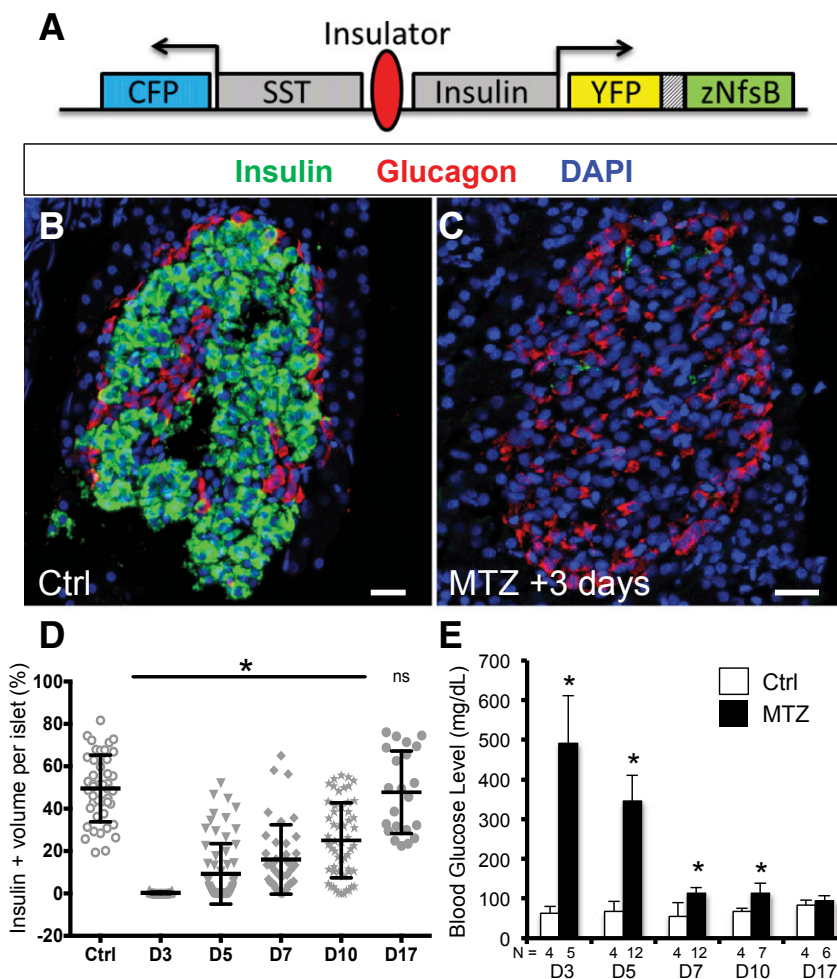 A
Insulator
CFP SST Insulin YFP zNfsB
Insulin Glucagon DAPI
B
Ctrl
C
MTZ +3 days
D
Insulin + volume per islet (%)
100
80
60
40
20
0
-20
* ns
Ctrl D3 D5 D7 D10 D17
E
Blood Glucose Level (mg/dL)
700
600
500
400
300
200
100
0
Ctrl
MTZ
* * * *
N = 4 5 4 12 4 12 4 7 4 6
D3 D5 D7 D10 D17